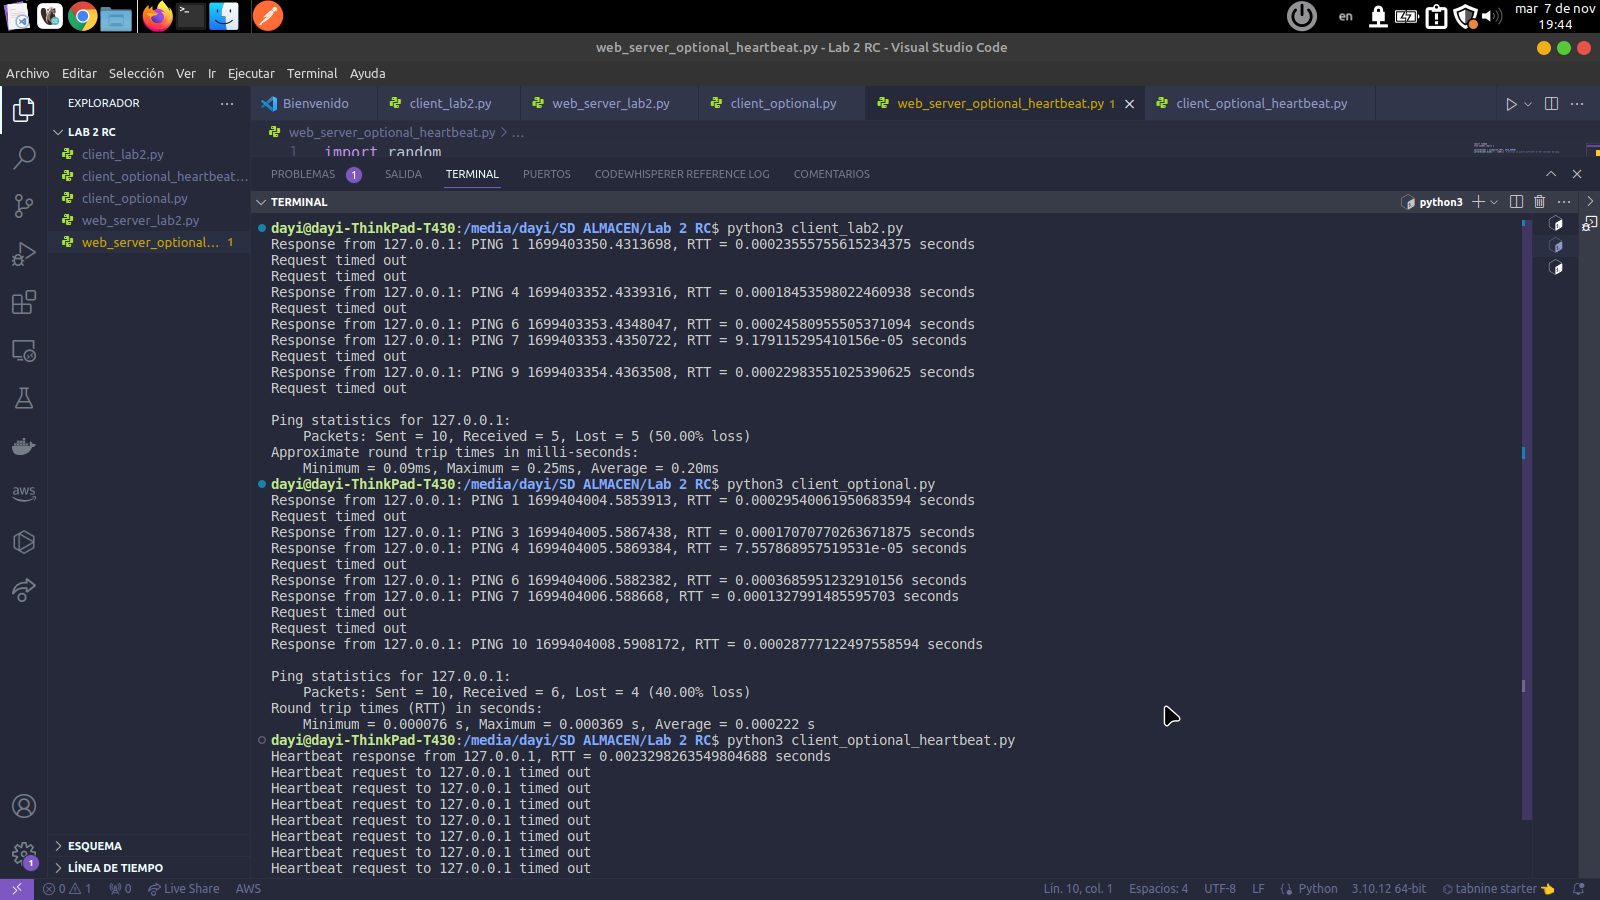 en
mar 7 de nov
19:44
web_server_optional_heartbeat.py - Lab 2 RC - Visual Studio Code
Archivo Editar Selección Ver Ir Ejecutar Terminal Ayuda
EXPLORADOR
Bienvenido client_lab2.py web_server_lab2.py client_optional.py web_server_optional_heartbeat.py 1 client_optional_heartbeat.py
LAB 2 RC
client_lab2.py
client_optional_heartbeat...
client_optional.py
web_server_lab2.py
web_server_optional... 1
web_server_optional_heartbeat.py > ...
1 import random
PROBLEMAS 1 SALIDA TERMINAL PUERTOS CODEWHISPERER REFERENCE LOG COMENTARIOS
TERMINAL
python3
dayi@dayi-ThinkPad-T430:/media/dayi/SD ALMACEN/Lab 2 RC$ python3 client_lab2.py
Response from 127.0.0.1: PING 1 1699403350.4313698, RTT = 0.00023555755615234375 seconds
Request timed out
Request timed out
Response from 127.0.0.1: PING 4 1699403352.4339316, RTT = 0.00018453598022460938 seconds
Request timed out
Response from 127.0.0.1: PING 6 1699403353.4348047, RTT = 0.00024580955505371094 seconds
Response from 127.0.0.1: PING 7 1699403353.4350722, RTT = 9.179115295410156e-05 seconds
Request timed out
Response from 127.0.0.1: PING 9 1699403354.4363508, RTT = 0.00022983551025390625 seconds
Request timed out
Ping statistics for 127.0.0.1:
Packets: Sent = 10, Received = 5, Lost = 5 (50.00% loss)
Approximate round trip times in milli-seconds:
Minimum = 0.09ms, Maximum = 0.25ms, Average = 0.20ms
dayi@dayi-ThinkPad-T430:/media/dayi/SD ALMACEN/Lab 2 RC$ python3 client_optional.py
Response from 127.0.0.1: PING 1 1699404004.5853913, RTT = 0.00029540061950683594 seconds
Request timed out
Response from 127.0.0.1: PING 3 1699404005.5867438, RTT = 0.00017070770263671875 seconds
Response from 127.0.0.1: PING 4 1699404005.5869384, RTT = 7.557868957519531e-05 seconds
Request timed out
Response from 127.0.0.1: PING 6 1699404006.5882382, RTT = 0.0003685951232910156 seconds
Response from 127.0.0.1: PING 7 1699404006.588668, RTT = 0.0001327991485595703 seconds
Request timed out
Request timed out
Response from 127.0.0.1: PING 10 1699404008.5908172, RTT = 0.00028777122497558594 seconds
Ping statistics for 127.0.0.1:
Packets: Sent = 10, Received = 6, Lost = 4 (40.00% loss)
Round trip times (RTT) in seconds:
Minimum = 0.000076 s, Maximum = 0.000369 s, Average = 0.000222 s
dayi@dayi-ThinkPad-T430:/media/dayi/SD ALMACEN/Lab 2 RC$ python3 client_optional_heartbeat.py
Heartbeat response from 127.0.0.1, RTT = 0.0023298263549804688 seconds
Heartbeat request to 127.0.0.1 timed out
Heartbeat request to 127.0.0.1 timed out
Heartbeat request to 127.0.0.1 timed out
Heartbeat request to 127.0.0.1 timed out
Heartbeat request to 127.0.0.1 timed out
Heartbeat request to 127.0.0.1 timed out
Heartbeat request to 127.0.0.1 timed out
aws
1
ESQUEMA
LÍNEA DE TIEMPO
0 1 0 Live Share AWS Lín. 10, col. 1 Espacios: 4 UTF-8 LF Python 3.10.12 64-bit tabnine starter